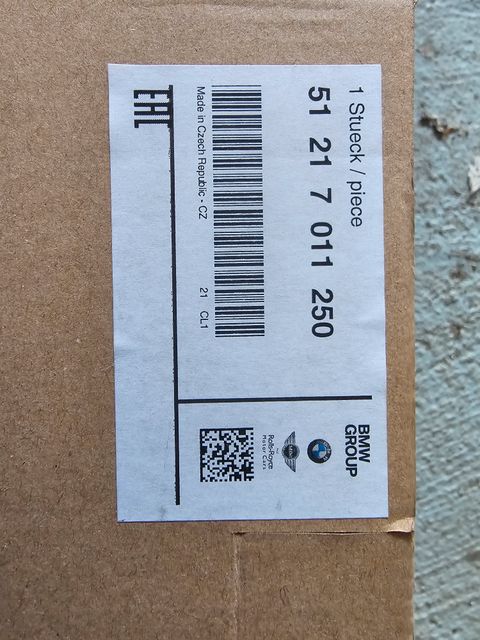 1 Stueck / piece
51 21 7 011 250
Made in Czech Republic - CZ
21 CL1
EAC
BMW
GROUP
Rolls-Royce
Motor Cars